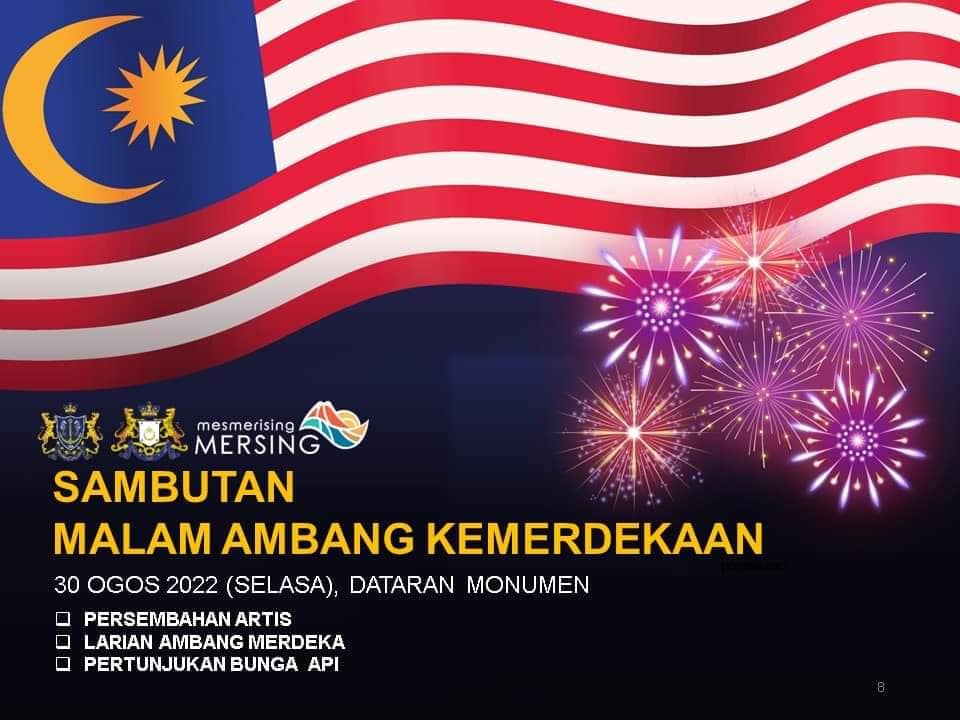 mesmerising
MERSING
SAMBUTAN
MALAM AMBANG KEMERDEKAAN
30 OGOS 2022 (SELASA), DATARAN MONUMEN
PERSEMBAHAN ARTIS
LARIAN AMBANG MERDEKA
PERTUNJUKAN BUNGA API
8